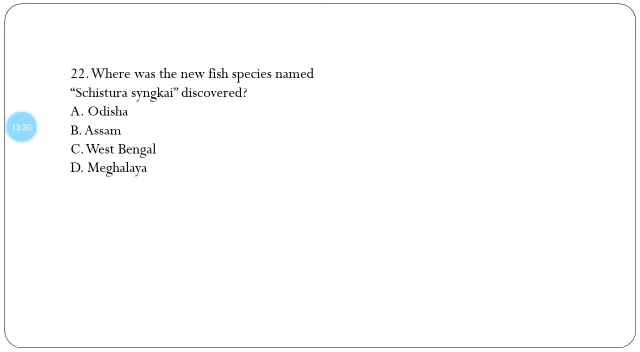 22. Where was the new fish species named
“Schistura syngkai” discovered?
A. Odisha
13:30
B. Assam
C. West Bengal
D. Meghalaya